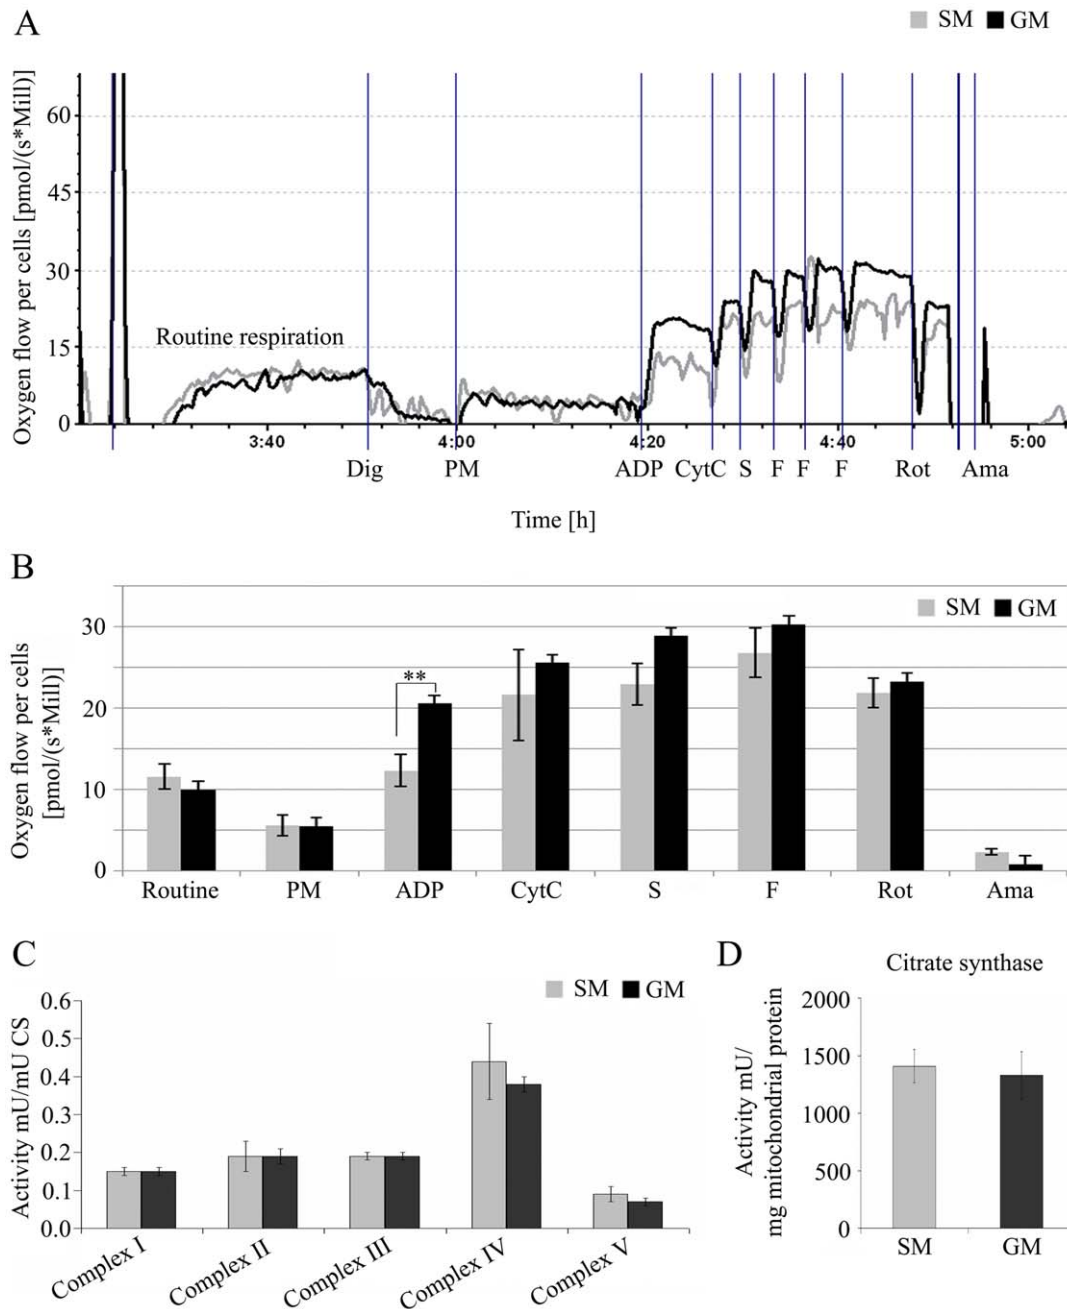 A
SM GM
Oxygen flow per cells [pmol/(s*Mill)]
60
45
30
15
0
Routine respiration
3:40 4:00 4:20 4:40 5:00
Dig PM ADP CytC S F F F Rot Ama
Time [h]
B
SM GM
Oxygen flow per cells
[pmol/(s*Mill)]
30
20
10
0
**
Routine PM ADP CytC S F Rot Ama
C
SM GM
Activity mU/mU CS
0.6
0.5
0.4
0.3
0.2
0.1
0.0
Complex I
Complex II
Complex III
Complex IV
Complex V
D
Citrate synthase
Activity mU/
mg mitochondrial protein
2000
1500
1000
500
0
SM GM